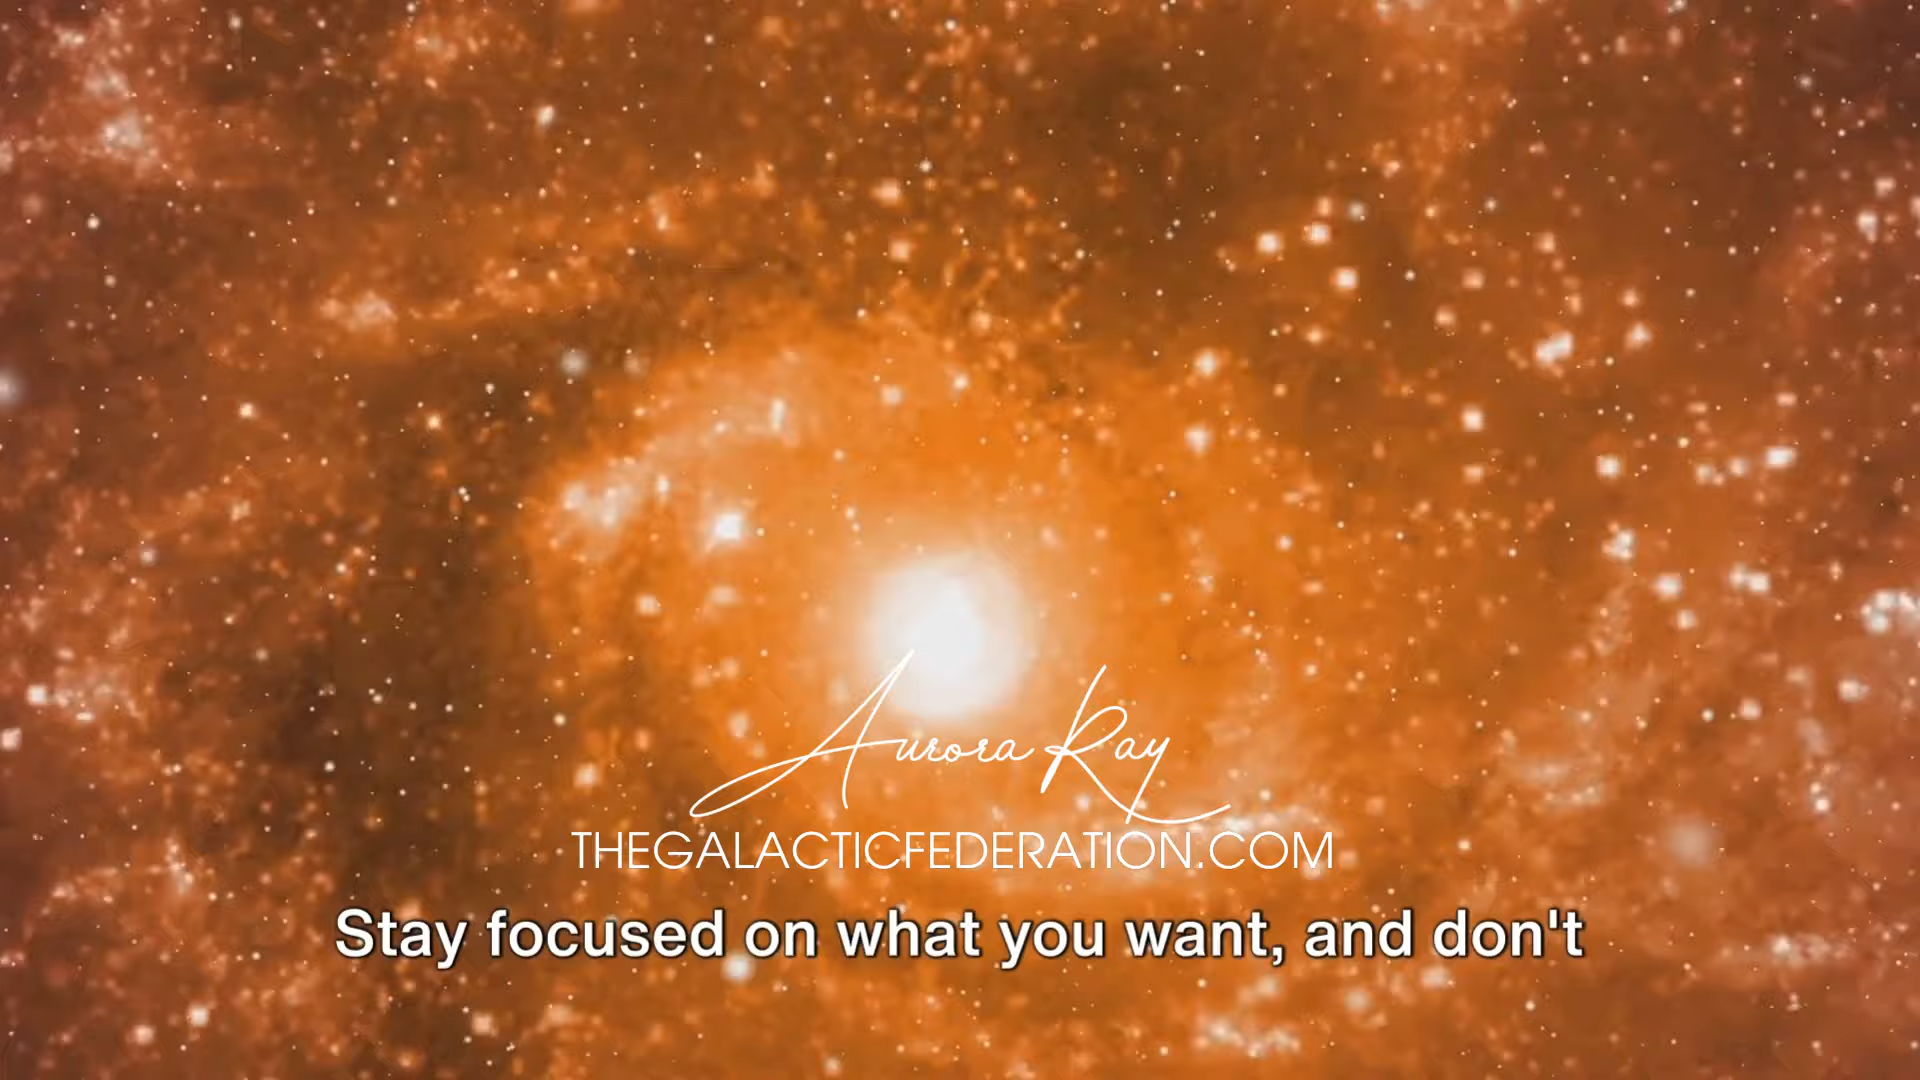 Aurora Ray
THEGALACTICFEDERATION.COM
Stay focused on what you want, and don't